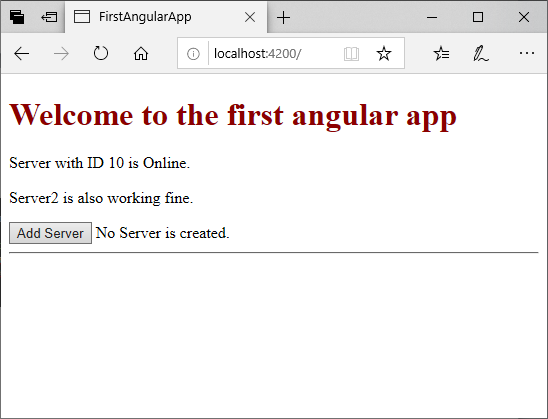 FirstAngularApp
localhost:4200/
Welcome to the first angular app
Server with ID 10 is Online.
Server2 is also working fine.
Add Server No Server is created.